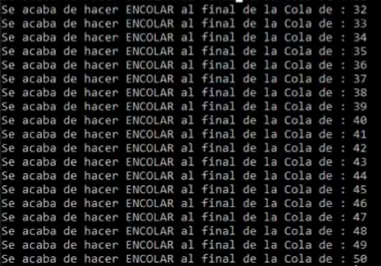 Se acaba de hacer ENCOLAR al final de la Cola de : 32
Se acaba de hacer ENCOLAR al final de la Cola de : 33
Se acaba de hacer ENCOLAR al final de la Cola de : 34
Se acaba de hacer ENCOLAR al final de la Cola de : 35
Se acaba de hacer ENCOLAR al final de la Cola de : 36
Se acaba de hacer ENCOLAR al final de la Cola de : 37
Se acaba de hacer ENCOLAR al final de la Cola de : 38
Se acaba de hacer ENCOLAR al final de la Cola de : 39
Se acaba de hacer ENCOLAR al final de la Cola de : 40
Se acaba de hacer ENCOLAR al final de la Cola de : 41
Se acaba de hacer ENCOLAR al final de la Cola de : 42
Se acaba de hacer ENCOLAR al final de la Cola de : 43
Se acaba de hacer ENCOLAR al final de la Cola de : 44
Se acaba de hacer ENCOLAR al final de la Cola de : 45
Se acaba de hacer ENCOLAR al final de la Cola de : 46
Se acaba de hacer ENCOLAR al final de la Cola de : 47
Se acaba de hacer ENCOLAR al final de la Cola de : 48
Se acaba de hacer ENCOLAR al final de la Cola de : 49
Se acaba de hacer ENCOLAR al final de la Cola de : 50